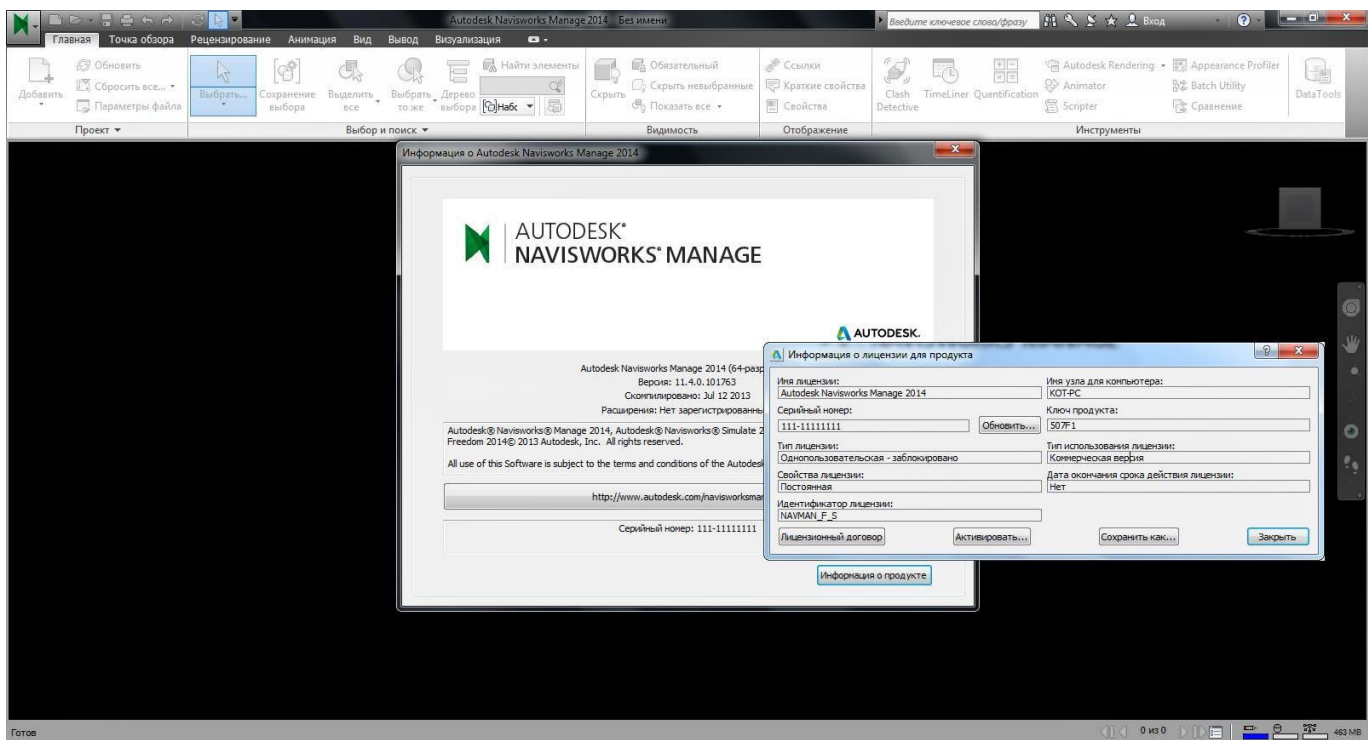 Autodesk Navisworks Manage 2014 Без имени
Введите ключевое слово/фразу
Вход
Главная Точка обзора Рецензирование Анимация Вид Вывод Визуализация
Добавить
Обновить
Сбросить все...
Параметры файла
Проект
Выбрать...
Сохранение выбора
Выделить все
Выбрать то же
Дерево выбора
Найти элементы
Выбор и поиск
Скрыть
Обязательный
Скрыть невыбранные
Показать все
Видимость
Ссылки
Краткие свойства
Свойства
Отображение
Clash Detective
TimeLiner
Quantification
Autodesk Rendering
Animator
Scripter
Appearance Profiler
Batch Utility
Сравнение
DataTools
Инструменты
Информация о Autodesk Navisworks Manage 2014
AUTODESK®
NAVISWORKS® MANAGE
AUTODESK.
Autodesk Navisworks Manage 2014
Версия: 11.4.0.101763
Скомпилировано: Jul 12 2013
Расширения: Нет
Autodesk® Navisworks® Manage 2014, Autodesk® Navisworks® Simulate
Freedom 2014© 2013 Autodesk, Inc. All rights reserved.
All use of this Software is subject to the terms and conditions of the
Серийный номер: 111-11111111
Информация о продукте
Информация о лицензии для продукта
Имя лицензии:
Autodesk Navisworks Manage 2014
Имя узла для компьютера:
KOT-PC
Серийный номер:
111-11111111
Обновить...
Ключ продукта:
507F1
Тип лицензии:
Однопользовательская - заблокировано
Тип использования лицензии:
Коммерческая версия
Свойства лицензии:
Постоянная
Дата окончания срока действия лицензии:
Нет
Идентификатор лицензии:
NAVMAN_F_S
Лицензионный договор
Активировать...
Сохранить как...
Закрыть
Готов
0 из 0
463 MB